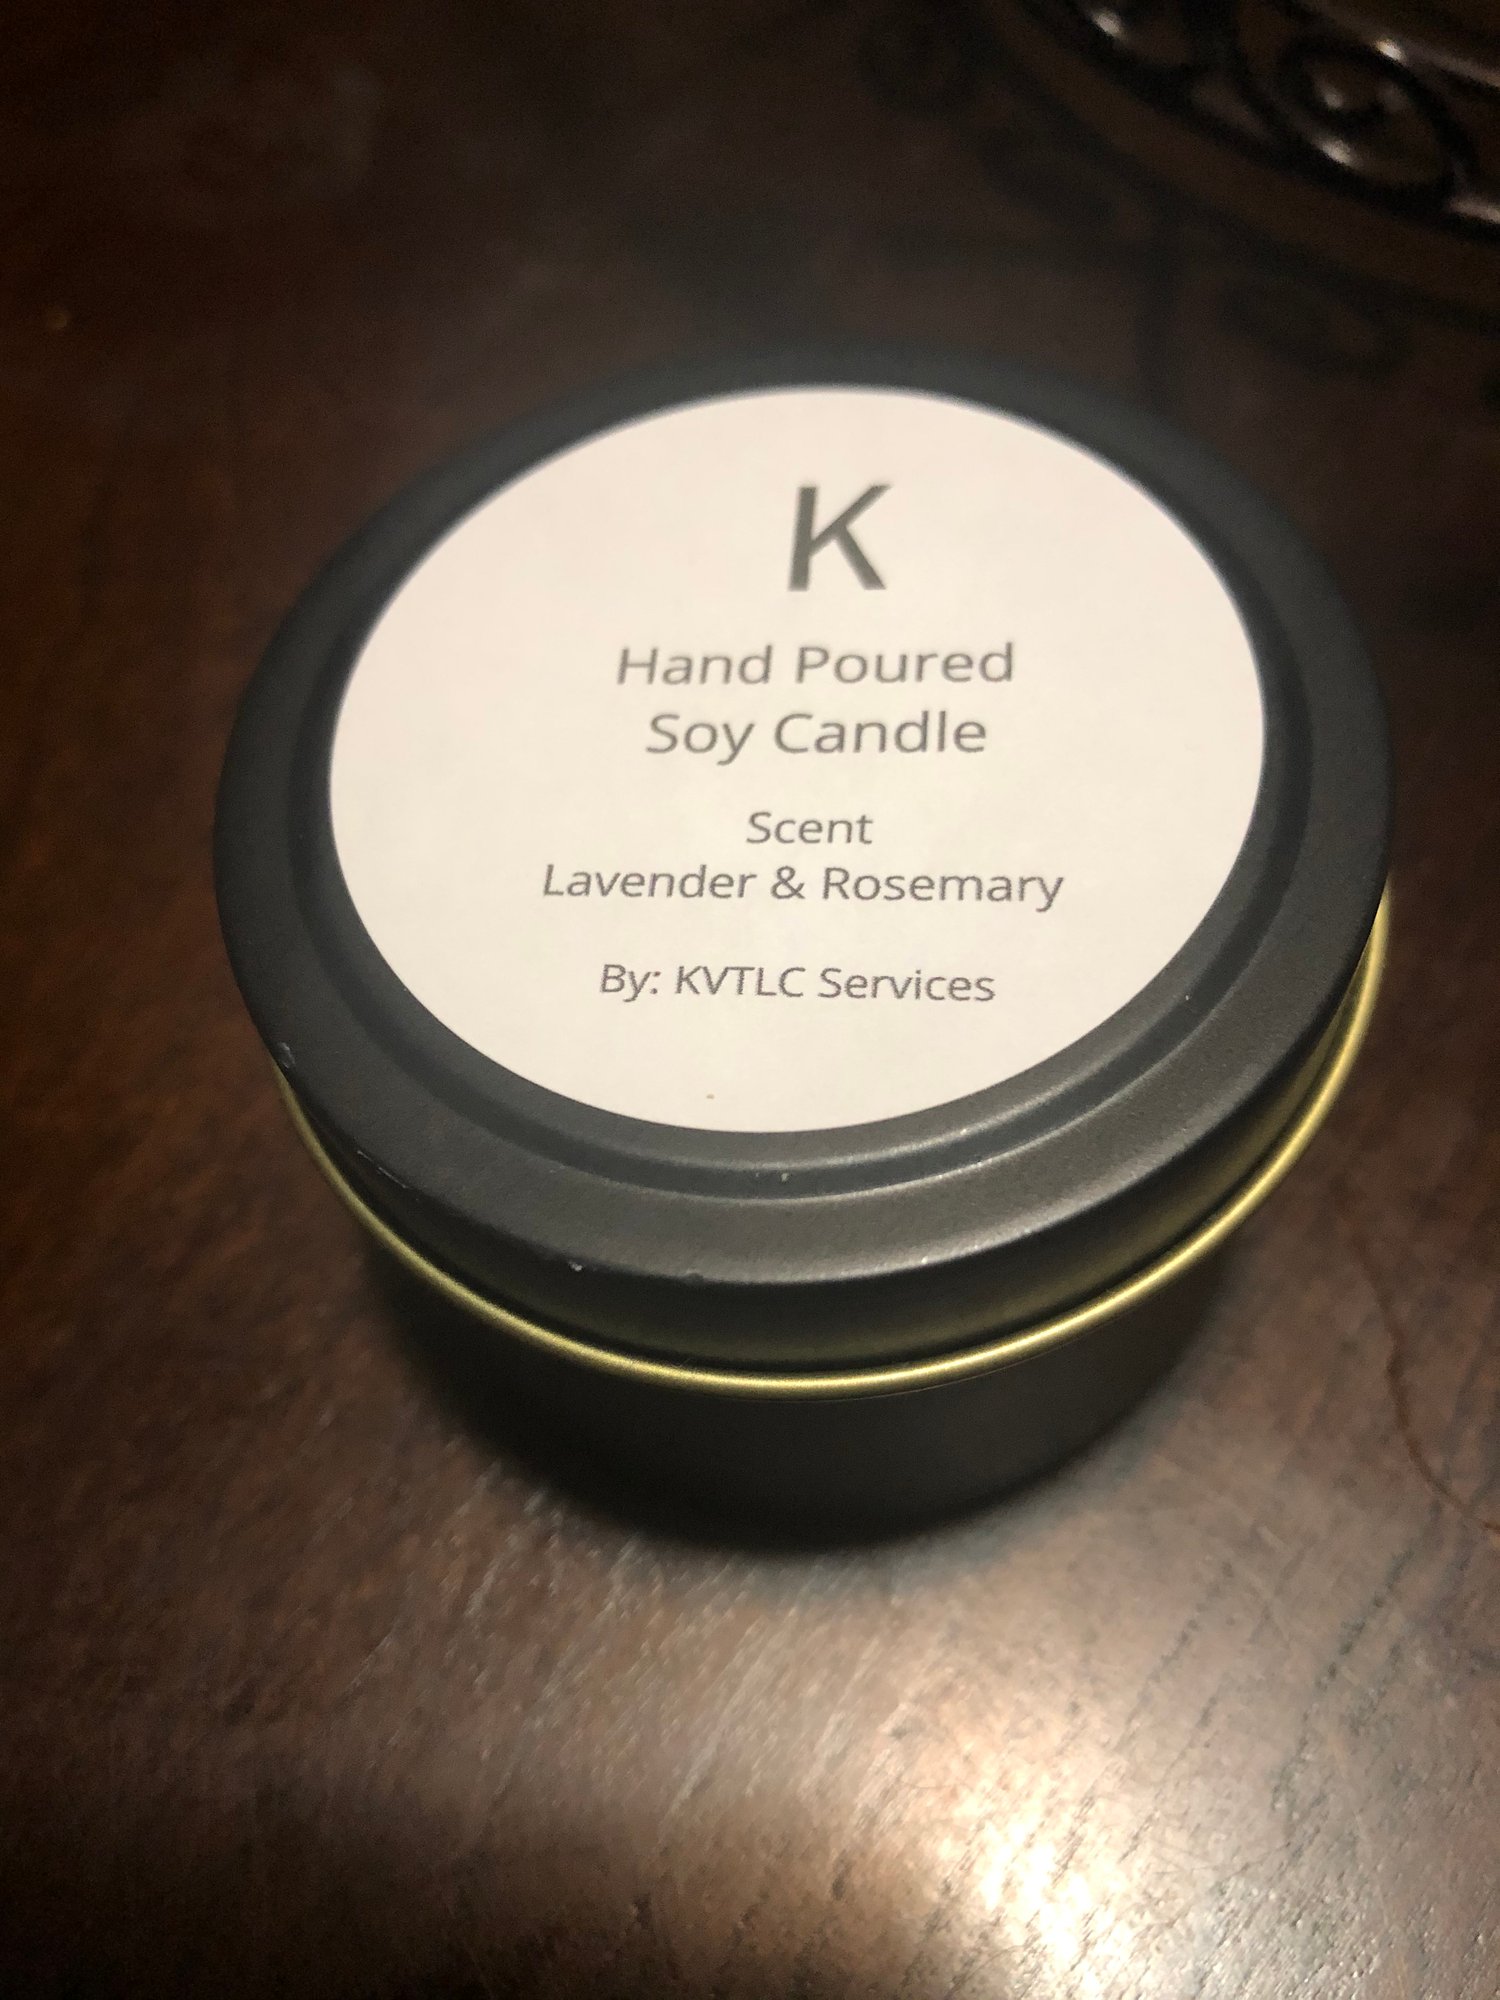 K
Hand Poured
Soy Candle
Scent
Lavender & Rosemary
By: KVTLC Services